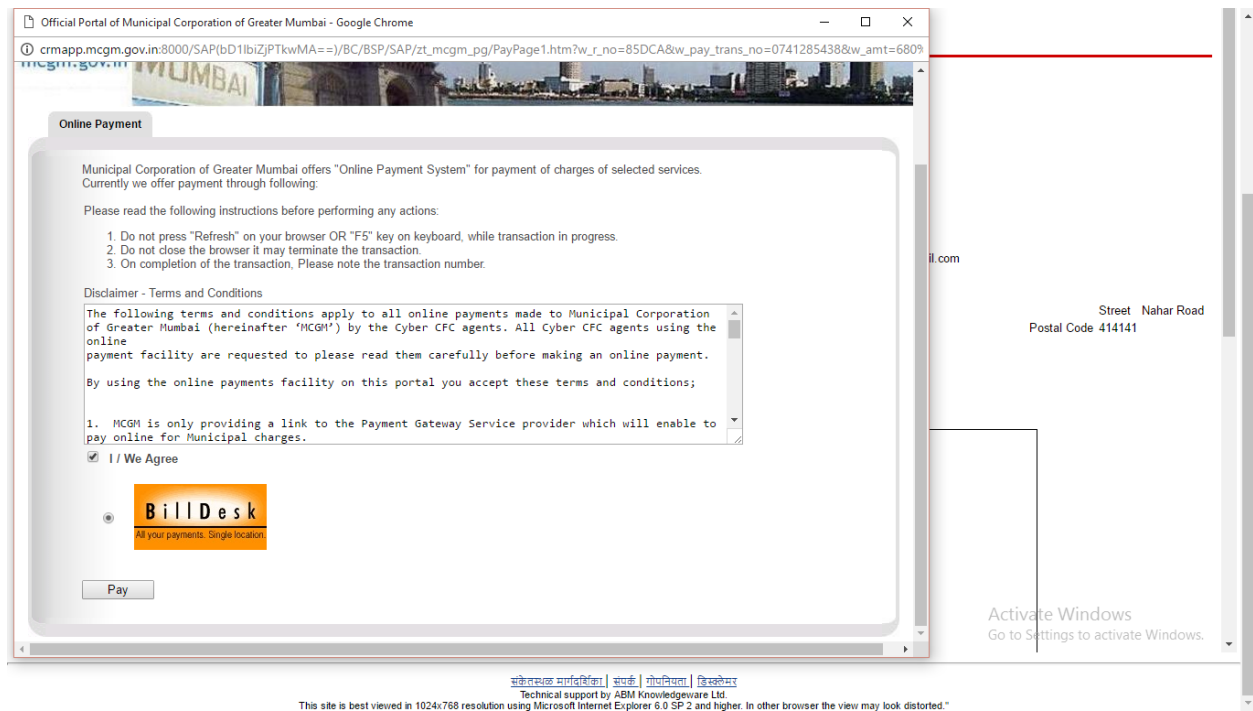 Official Portal of Municipal Corporation of Greater Mumbai - Google Chrome
crmapp.mcgm.gov.in:8000/SAP(bD1lbiZjPTkwMA==)/BC/BSP/SAP/zt_mcgm_pg/PayPage1.htm?w_r_no=85DCA&w_pay_trans_no=0741285438&w_amt=680%
mcgm.gov.in
MUMBAI
Online Payment
Municipal Corporation of Greater Mumbai offers "Online Payment System" for payment of charges of selected services.
Currently we offer payment through following:
Please read the following instructions before performing any actions:
1. Do not press "Refresh" on your browser OR "F5" key on keyboard, while transaction in progress.
2. Do not close the browser it may terminate the transaction.
3. On completion of the transaction, Please note the transaction number.
Disclaimer - Terms and Conditions
The following terms and conditions apply to all online payments made to Municipal Corporation
of Greater Mumbai (hereinafter ‘MCGM’) by the Cyber CFC agents. All Cyber CFC agents using the
online
payment facility are requested to please read them carefully before making an online payment.
By using the online payments facility on this portal you accept these terms and conditions;
1. MCGM is only providing a link to the Payment Gateway Service provider which will enable to
pay online for Municipal charges.
I / We Agree
BillDesk
All your payments. Single location.
Pay
il.com
Street Nahar Road
Postal Code 414141
Activate Windows
Go to Settings to activate Windows.
संकेतस्थळ मार्गदर्शिका | संपर्क | गोपनियता | डिस्क्लेमर
Technical support by ABM Knowledgeware Ltd.
This site is best viewed in 1024x768 resolution using Microsoft Internet Explorer 6.0 SP 2 and higher. In other browser the view may look distorted."